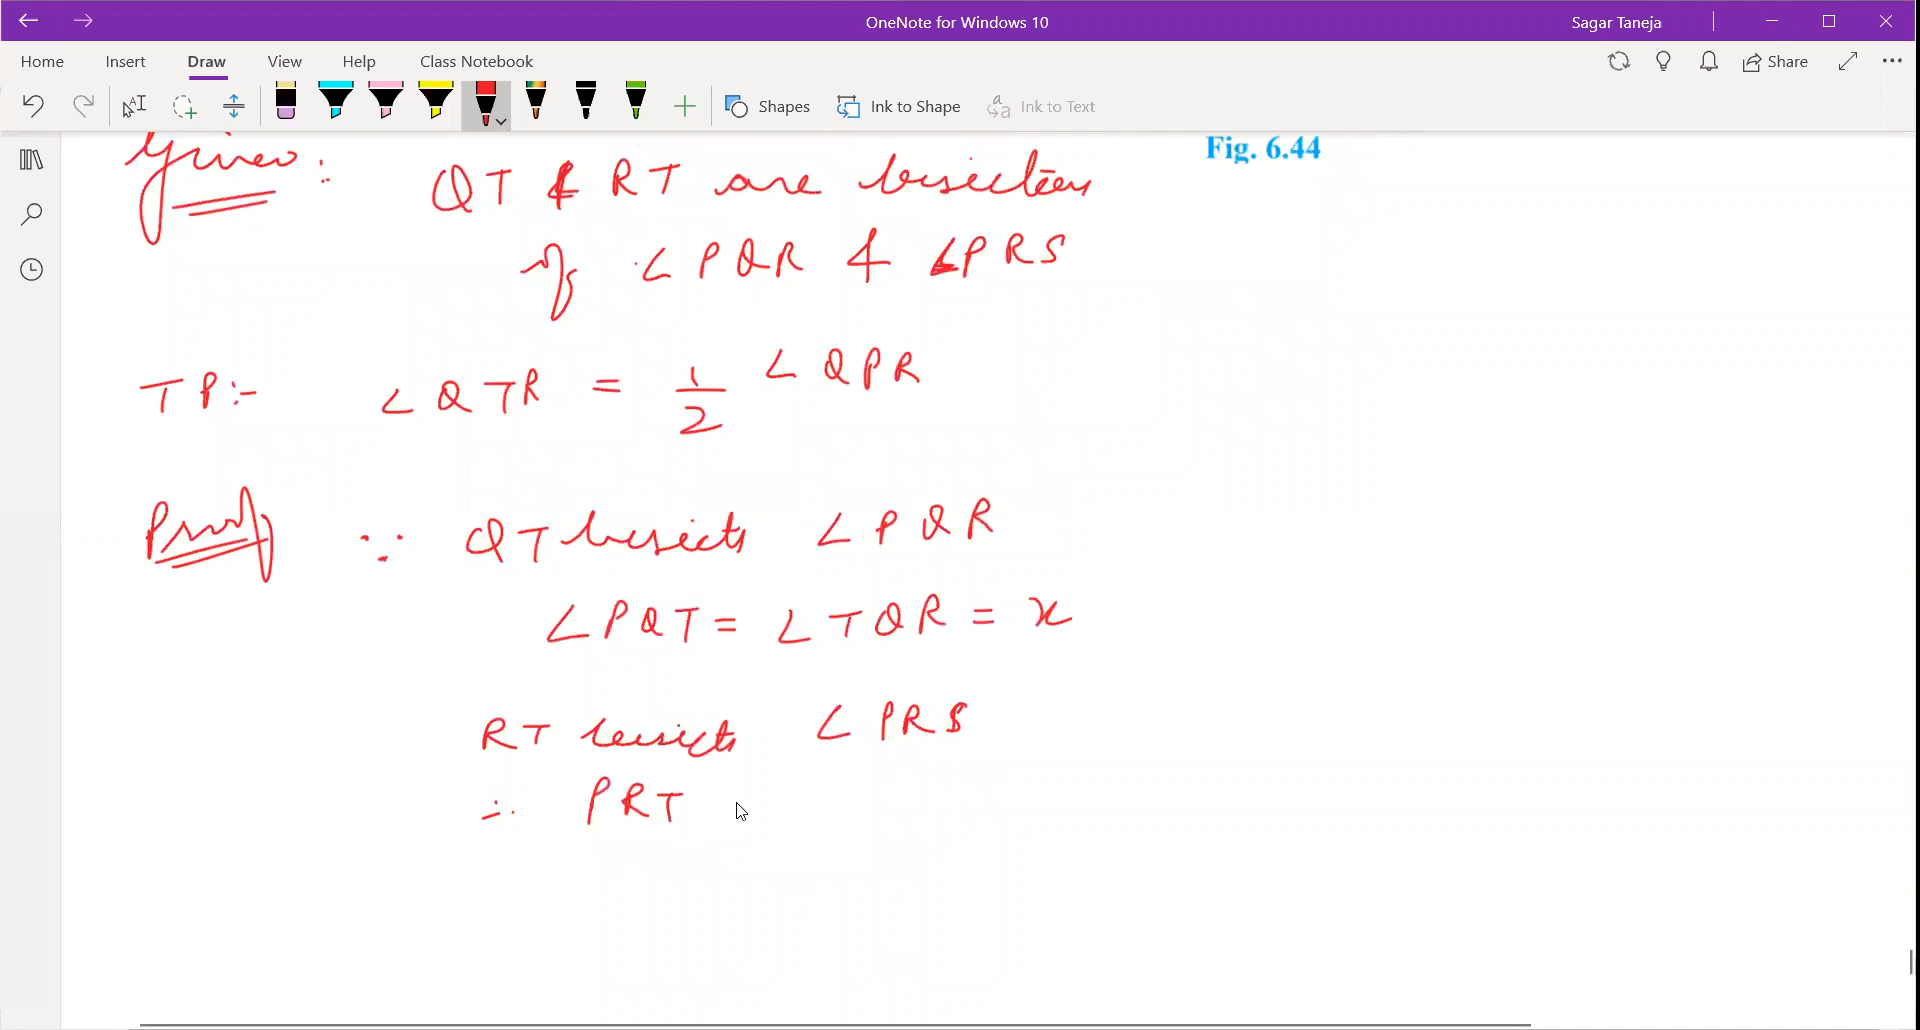 OneNote for Windows 10
Sagar Taneja
Home Insert Draw View Help Class Notebook
Share
Shapes Ink to Shape Ink to Text
Fig. 6.44
Given:
QT & RT are bisectors
of ∠PQR & ∠PRS
TP:- ∠QTR = 1/2 ∠QPR
Proof ∵ QT bisects ∠PQR
∠PQT = ∠TQR = x
RT bisects ∠PRS
∴ PRT